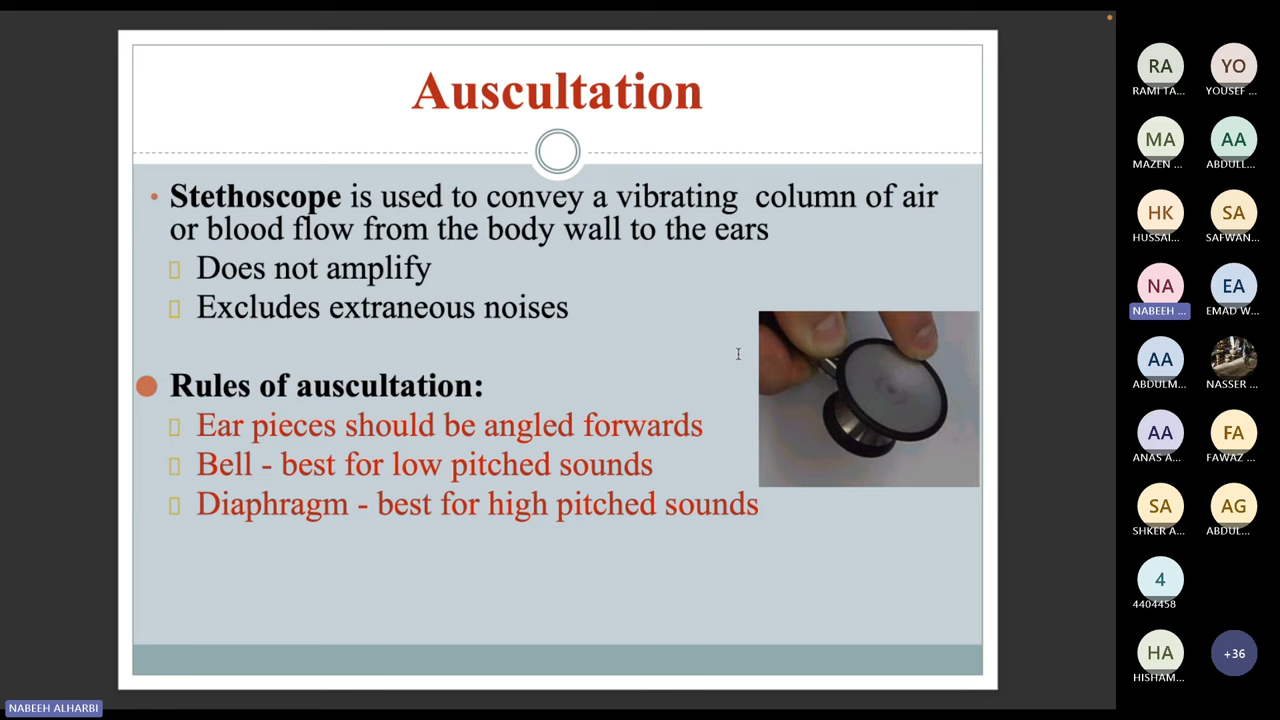 Auscultation
• Stethoscope is used to convey a vibrating column of air
or blood flow from the body wall to the ears
Does not amplify
Excludes extraneous noises
Rules of auscultation:
Ear pieces should be angled forwards
Bell - best for low pitched sounds
Diaphragm - best for high pitched sounds
NABEEH ALHARBI
RA
RAMI TA...
YO
YOUSEF ...
MA
MAZEN ...
AA
ABDULL...
HK
HUSSAI...
SA
SAFWAN...
NA
NABEEH ...
EA
EMAD W...
AA
ABDULM...
NASSER ...
AA
ANAS A...
FA
FAWAZ ...
SA
SHKER A...
AG
ABDUL...
4
4404458
HA
HISHAM...
+36